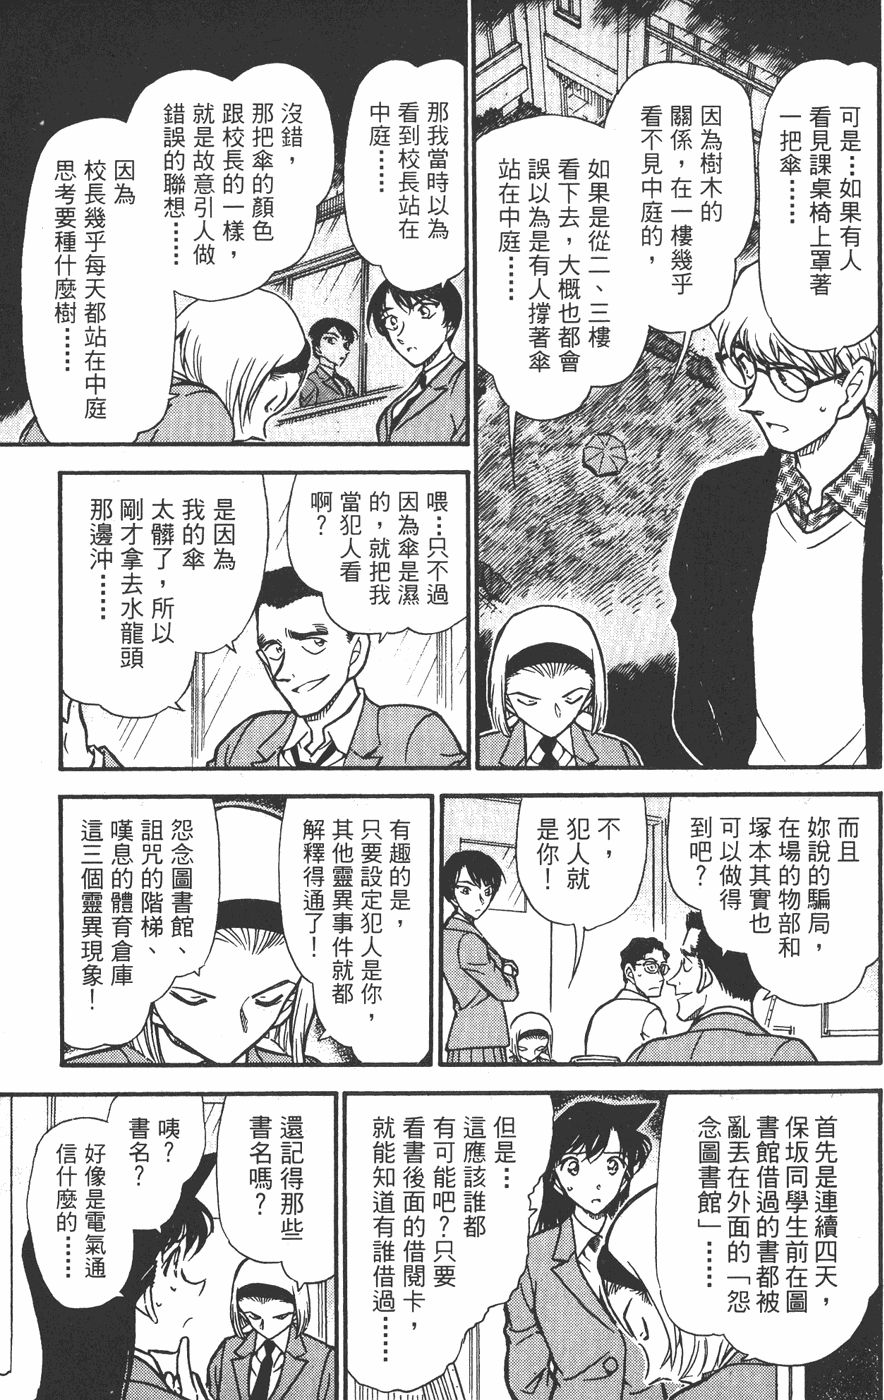 可是…如果有人
看見課桌椅上罩著
一把傘……
因為樹木的
關係，在一樓幾乎
看不見中庭的，
如果是從二、三樓
看下去，大概也都會
誤以為是有人撐著傘
站在中庭……
那我當時以為
看到校長站在
中庭……
沒錯，
那把傘的顏色
跟校長的一樣，
就是故意引人做
錯誤的聯想……
因為
校長幾乎每天都站在中庭
思考要種什麼樹……
喂…只不過
因為傘是濕
的，就把我
當犯人看
啊？
是因為
我的傘
太髒了，所以
剛才拿去水龍頭
那邊沖……
而且
妳說的騙局，
在場的物部和
塚本其實也
可以做得
到吧？
不，
犯人就
是你！
有趣的是，
只要設定犯人是你，
其他靈異事件就都
解釋得通了！
怨念圖書館、
詛咒的階梯、
嘆息的體育倉庫
這三個靈異現象！
首先是連續四天，
保坂同學生前在圖
書館借過的書都被
亂丟在外面的「怨
念圖書館」……
但是…
這應該誰都
有可能吧？只要
看書後面的借閱卡，
就能知道有誰借過……
還記得那些
書名嗎？
咦？
書名？
好像是電氣通
信什麼的……